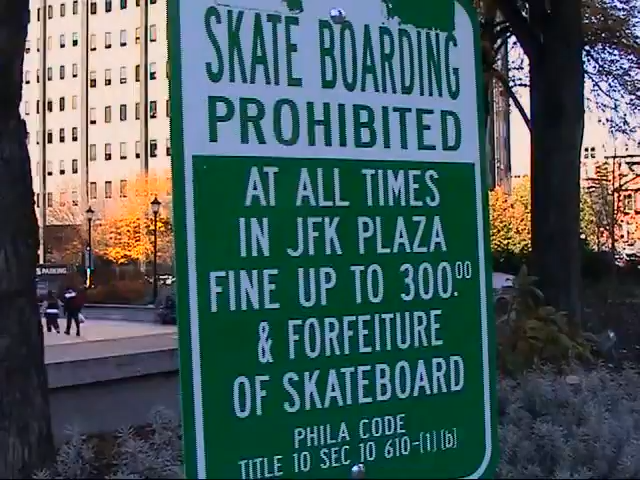 SKATE BOARDING
PROHIBITED
AT ALL TIMES
IN JFK PLAZA
FINE UP TO 300.00
& FORFEITURE
OF SKATEBOARD
PHILA CODE
TITLE 10 SEC 10 610-(1) (b)
PARKING